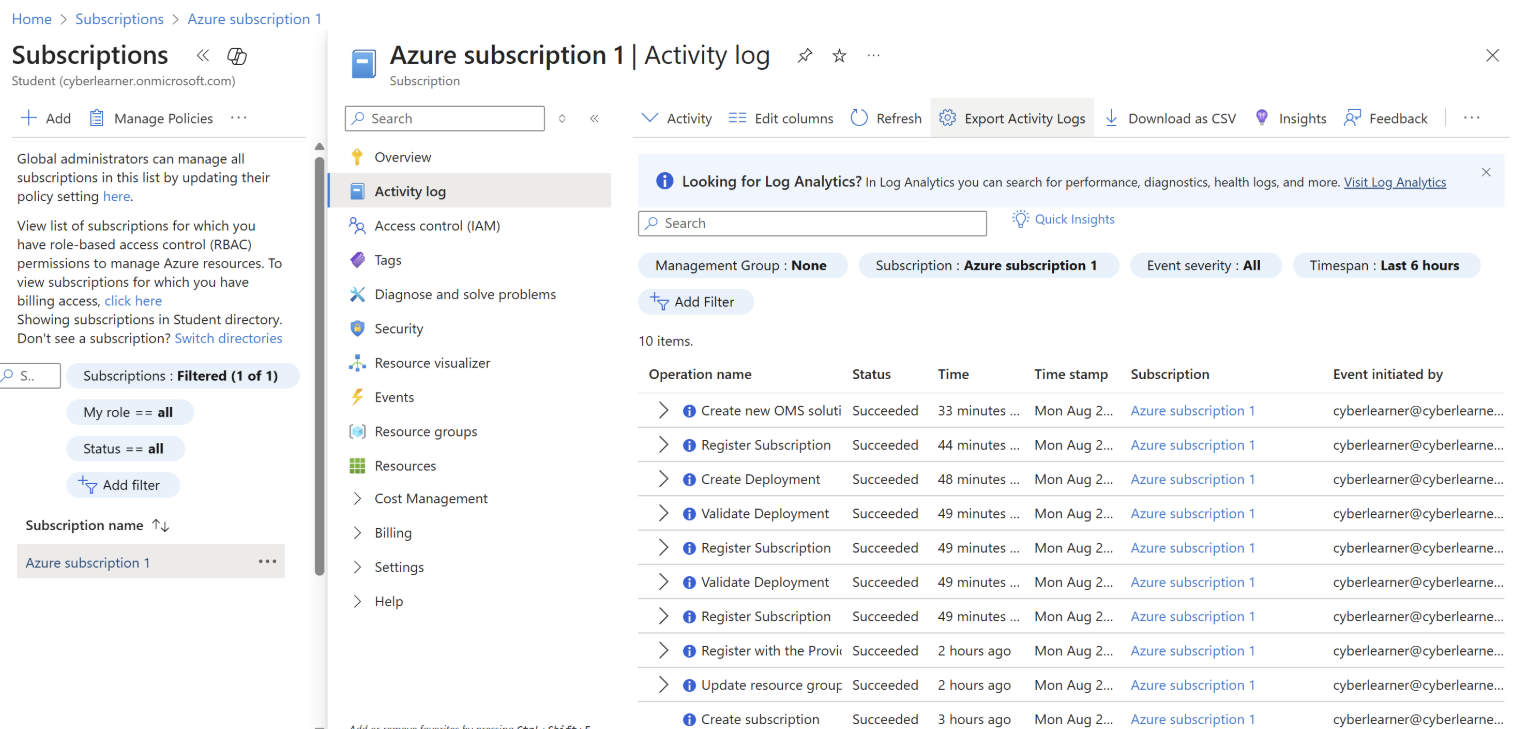 Home > Subscriptions > Azure subscription 1
Subscriptions
Student (cyberlearner.onmicrosoft.com)
Add Manage Policies ...
Global administrators can manage all
subscriptions in this list by updating their
policy setting here.
View list of subscriptions for which you
have role-based access control (RBAC)
permissions to manage Azure resources. To
view subscriptions for which you have
billing access, click here
Showing subscriptions in Student directory.
Don't see a subscription? Switch directories
S.. Subscriptions : Filtered (1 of 1)
My role == all
Status == all
Add filter
Subscription name
Azure subscription 1 ...
Azure subscription 1 | Activity log ...
Subscription
Search
Overview
Activity log
Access control (IAM)
Tags
Diagnose and solve problems
Security
Resource visualizer
Events
Resource groups
Resources
Cost Management
Billing
Settings
Help
Add or remove favorites by pressing Ctrl+Shift+F
Activity Edit columns Refresh Export Activity Logs Download as CSV Insights Feedback ...
Looking for Log Analytics? In Log Analytics you can search for performance, diagnostics, health logs, and more. Visit Log Analytics
Search Quick Insights
Management Group : None Subscription : Azure subscription 1 Event severity : All Timespan : Last 6 hours
Add Filter
10 items.
Operation name Status Time Time stamp Subscription Event initiated by
Create new OMS soluti Succeeded 33 minutes ... Mon Aug 2... Azure subscription 1 cyberlearner@cyberlearne...
Register Subscription Succeeded 44 minutes ... Mon Aug 2... Azure subscription 1 cyberlearner@cyberlearne...
Create Deployment Succeeded 48 minutes ... Mon Aug 2... Azure subscription 1 cyberlearner@cyberlearne...
Validate Deployment Succeeded 49 minutes ... Mon Aug 2... Azure subscription 1 cyberlearner@cyberlearne...
Register Subscription Succeeded 49 minutes ... Mon Aug 2... Azure subscription 1 cyberlearner@cyberlearne...
Validate Deployment Succeeded 49 minutes ... Mon Aug 2... Azure subscription 1 cyberlearner@cyberlearne...
Register Subscription Succeeded 49 minutes ... Mon Aug 2... Azure subscription 1 cyberlearner@cyberlearne...
Register with the Provid Succeeded 2 hours ago Mon Aug 2... Azure subscription 1 cyberlearner@cyberlearne...
Update resource group Succeeded 2 hours ago Mon Aug 2... Azure subscription 1 cyberlearner@cyberlearne...
Create subscription Succeeded 3 hours ago Mon Aug 2... Azure subscription 1 cyberlearner@cyberlearne...